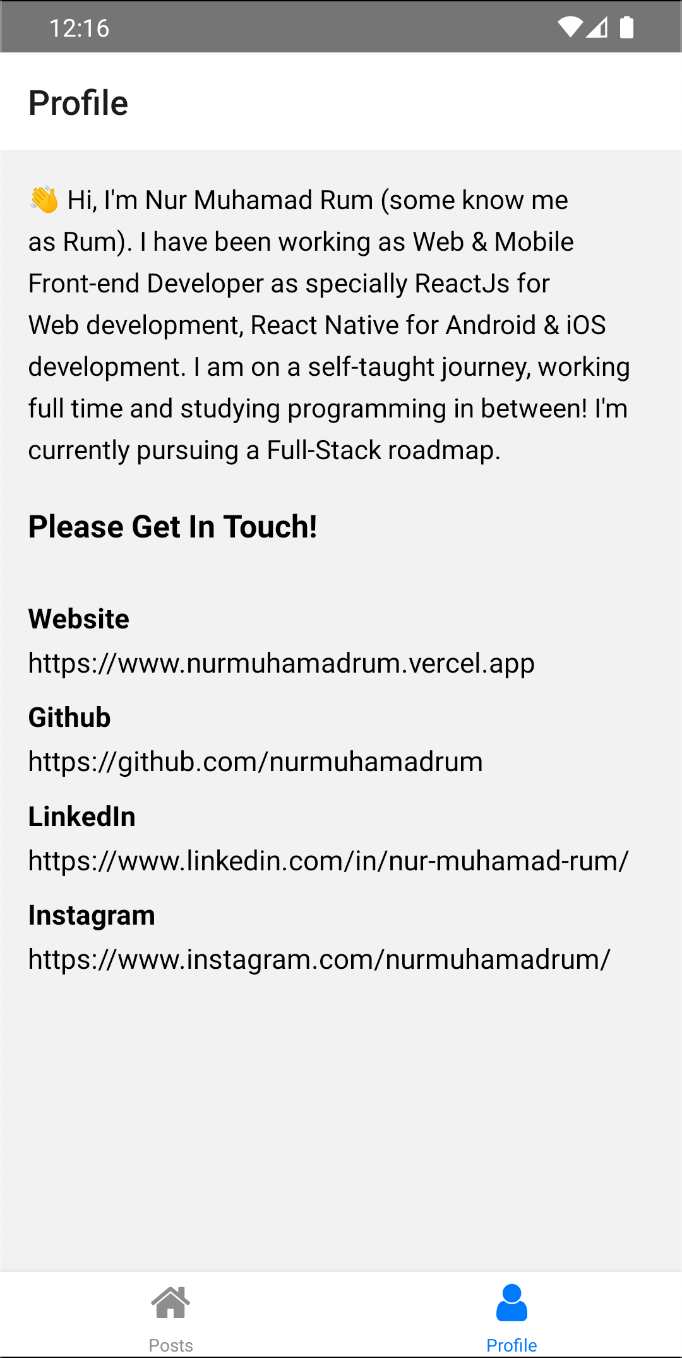 12:16
Profile
👋 Hi, I'm Nur Muhamad Rum (some know me
as Rum). I have been working as Web & Mobile
Front-end Developer as specially ReactJs for
Web development, React Native for Android & iOS
development. I am on a self-taught journey, working
full time and studying programming in between! I'm
currently pursuing a Full-Stack roadmap.
Please Get In Touch!
Website
https://www.nurmuhamadrum.vercel.app
Github
https://github.com/nurmuhamadrum
LinkedIn
https://www.linkedin.com/in/nur-muhamad-rum/
Instagram
https://www.instagram.com/nurmuhamadrum/
Posts
Profile